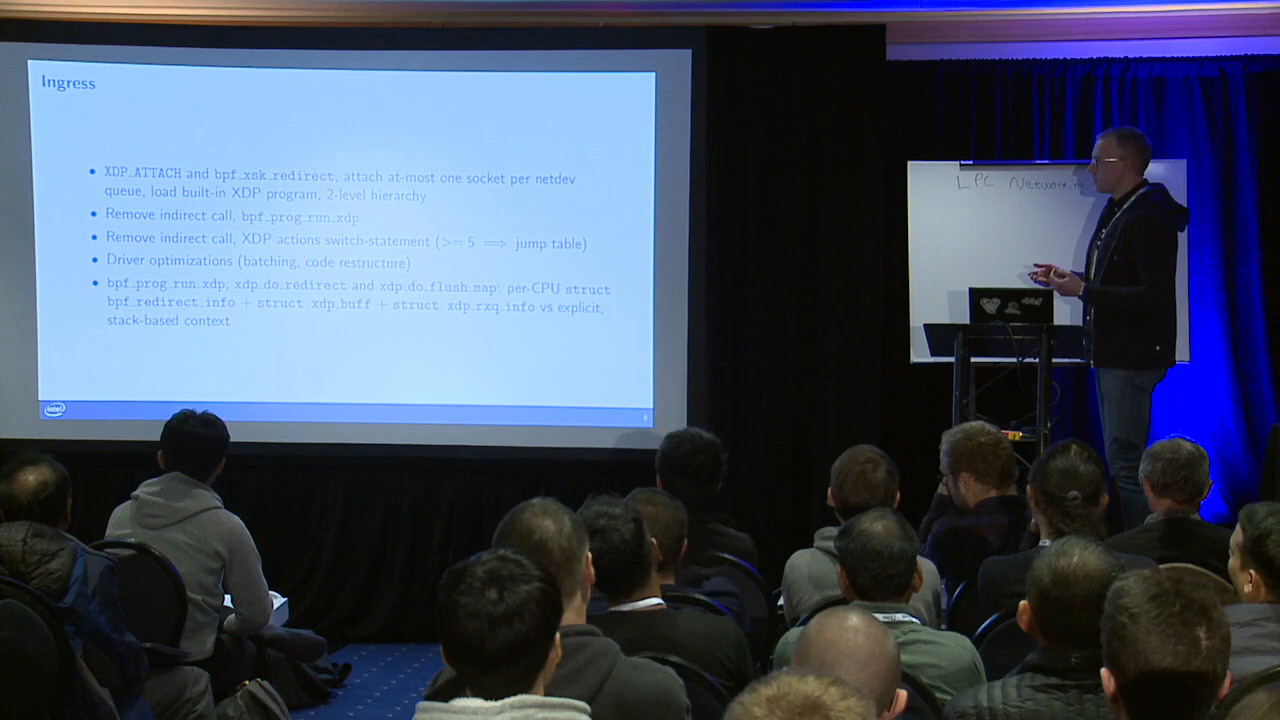 Ingress
• XDP_ATTACH and bpf_xsk_redirect, attach at-most one socket per netdev
queue, load built-in XDP program, 2-level hierarchy
• Remove indirect call, bpf_prog_run_xdp
• Remove indirect call, XDP actions switch-statement (>= 5 ⟹ jump table)
• Driver optimizations (batching, code restructure)
• bpf_prog_run_xdp, xdp_do_redirect and xdp_do_flush_map: per-CPU struct
bpf_redirect_info + struct xdp_buff + struct xdp_rxq_info vs explicit,
stack-based context
intel
LPC Networking